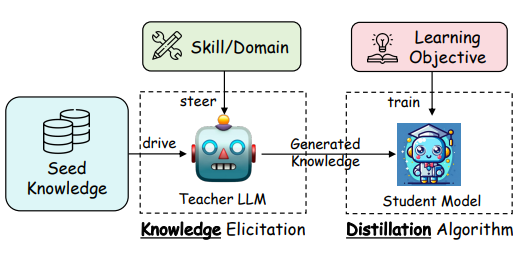 Skill/Domain
Learning
Objective
steer
train
Seed
Knowledge
drive
Generated
Knowledge
Teacher LLM
Student Model
Knowledge Elicitation
Distillation Algorithm